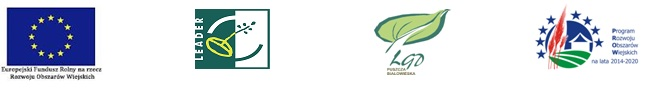 Europejski Fundusz Rolny na rzecz
Rozwoju Obszarów Wiejskich
LEADER
LGD
PUSZCZA
BIAŁOWIESKA
Program
Rozwoju
Obszarów
Wiejskich
na lata 2014-2020